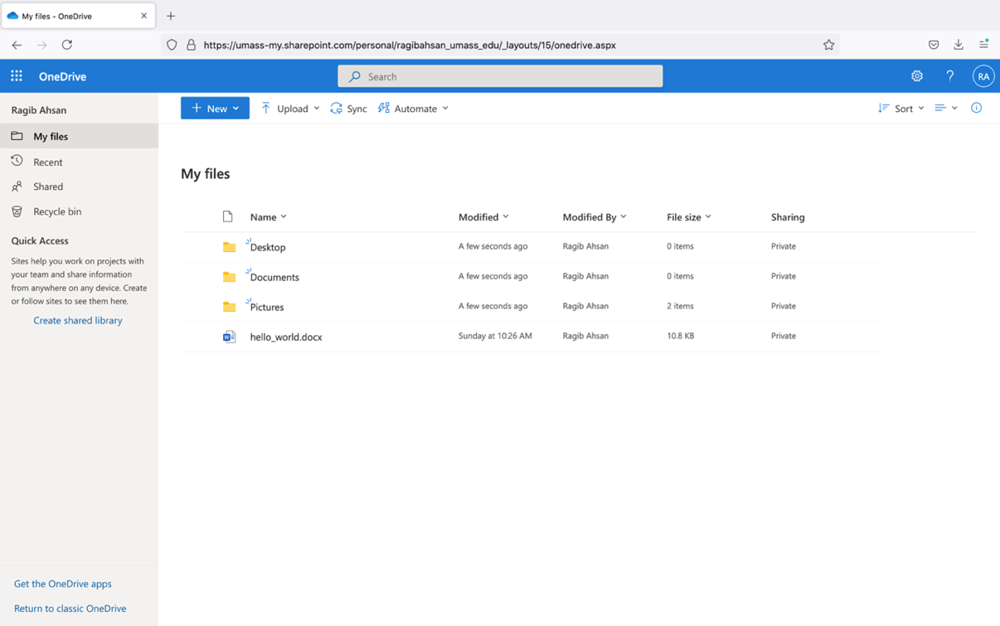 My files - OneDrive
https://umass-my.sharepoint.com/personal/ragibahsan_umass_edu/_layouts/15/onedrive.aspx
OneDrive Search ? RA
Ragib Ahsan
New Upload Sync Automate Sort
My files
Recent
Shared
Recycle bin
Quick Access
Sites help you work on projects with
your team and share information
from anywhere on any device. Create
or follow sites to see them here.
Create shared library
Get the OneDrive apps
Return to classic OneDrive
My files
Name Modified Modified By File size Sharing
Desktop A few seconds ago Ragib Ahsan 0 items Private
Documents A few seconds ago Ragib Ahsan 0 items Private
Pictures A few seconds ago Ragib Ahsan 2 items Private
hello_world.docx Sunday at 10:26 AM Ragib Ahsan 10.8 KB Private